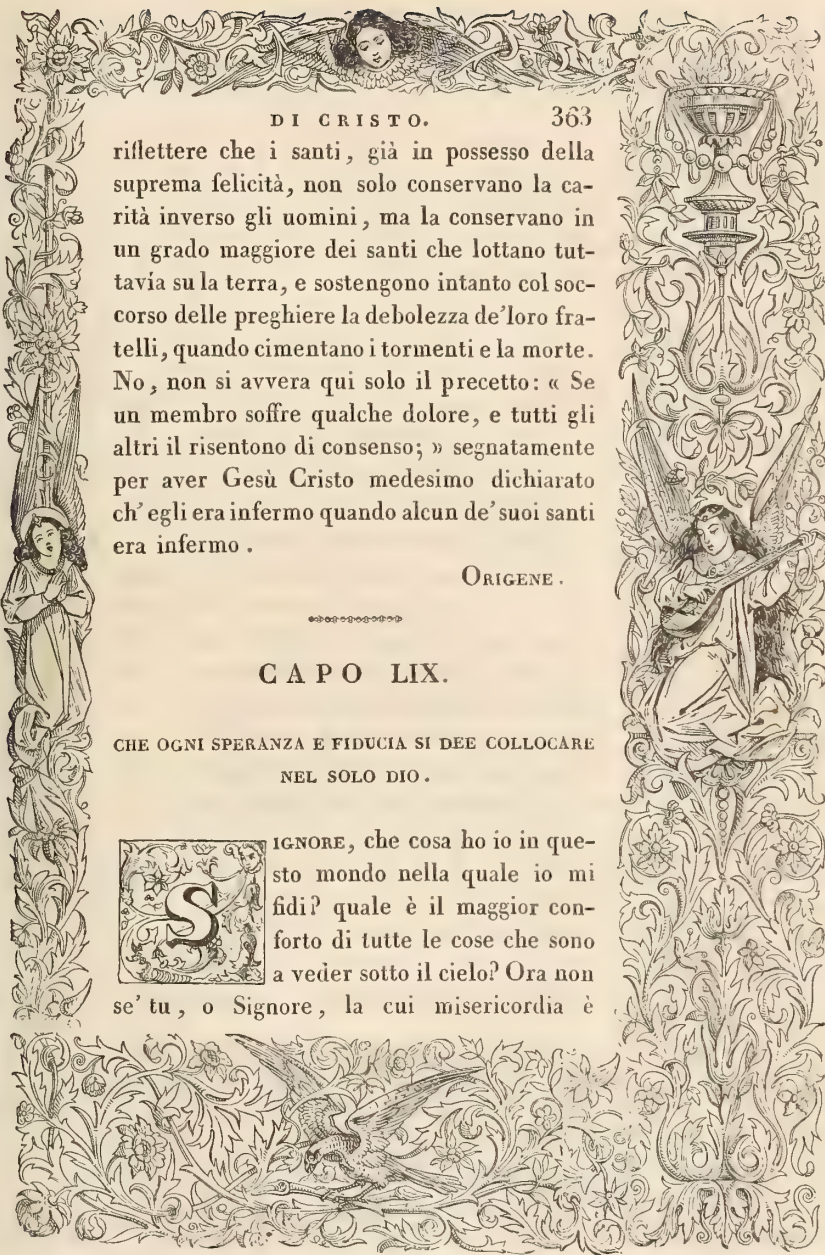 DI CRISTO. 363
riflettere che i santi, già in possesso della
suprema felicità, non solo conservano la ca-
rità inverso gli uomini, ma la conservano in
un grado maggiore dei santi che lottano tut-
tavía su la terra, e sostengono intanto col soc-
corso delle preghiere la debolezza de'loro fra-
telli, quando cimentano i tormenti e la morte.
No, non si avvera qui solo il precetto: « Se
un membro soffre qualche dolore, e tutti gli
altri il risentono di consenso; » segnatamente
per aver Gesù Cristo medesimo dichiarato
ch' egli era infermo quando alcun de' suoi santi
era infermo .
ORIGENE .
CAPO LIX.
CHE OGNI SPERANZA E FIDUCIA SI DEE COLLOCARE
NEL SOLO DIO .
SIGNORE, che cosa ho io in que-
sto mondo nella quale io mi
fidi? quale è il maggior con-
forto di tutte le cose che sono
a veder sotto il cielo? Ora non
se' tu , o Signore, la cui misericordia è